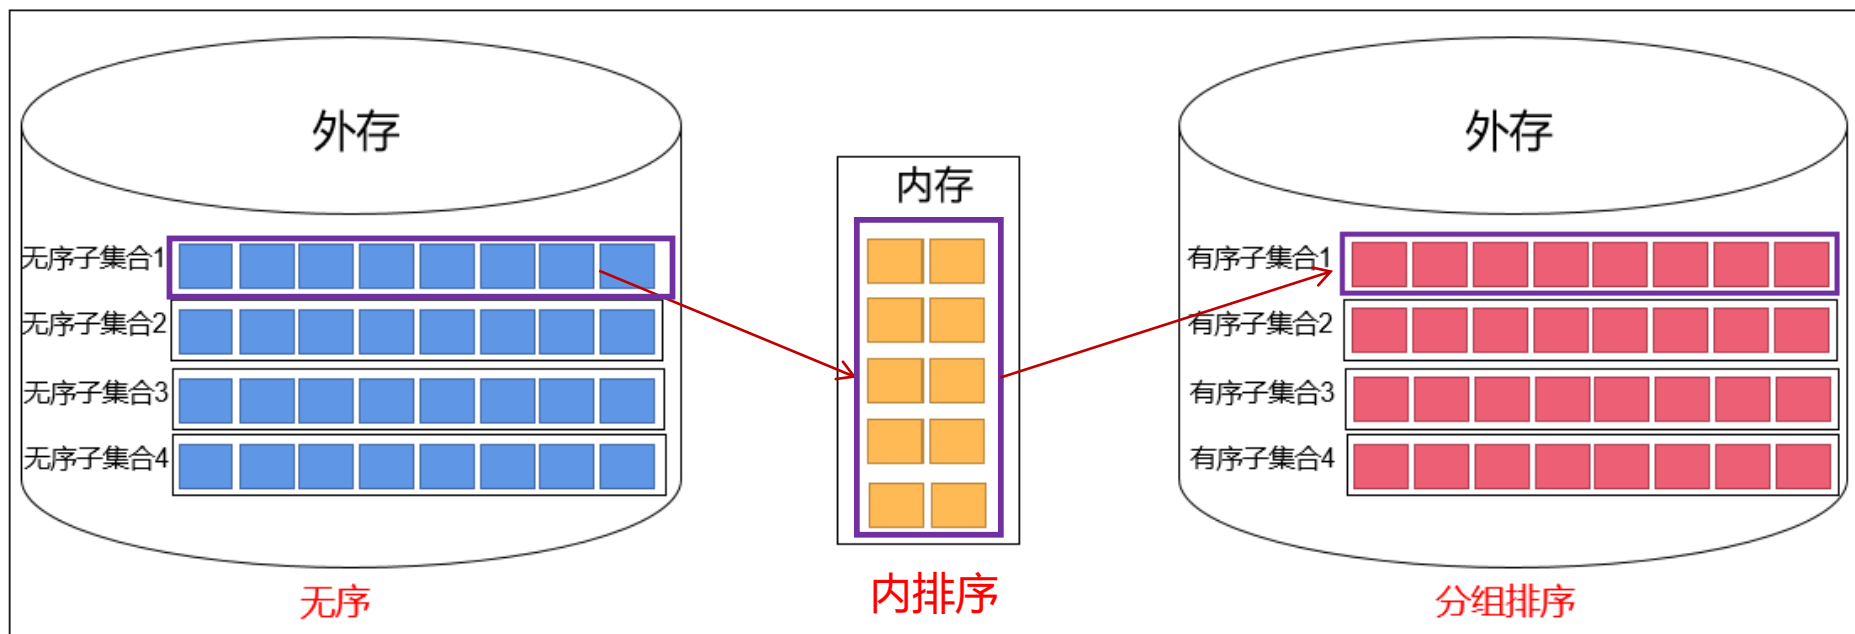 外存
无序子集合1
无序子集合2
无序子集合3
无序子集合4
无序
内存
内排序
外存
有序子集合1
有序子集合2
有序子集合3
有序子集合4
分组排序